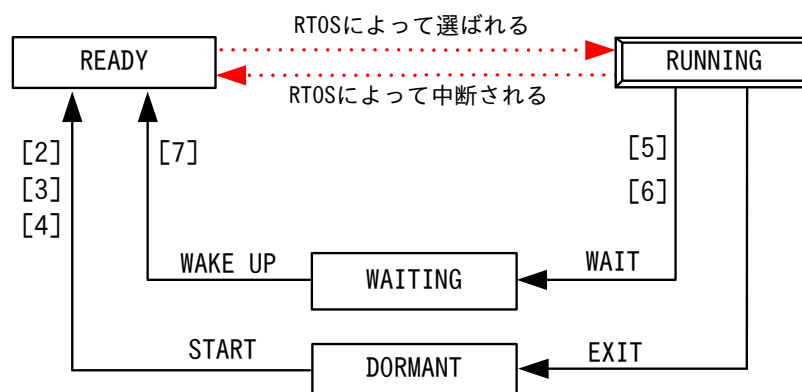 RTOSによって選ばれる
READY
RUNNING
RTOSによって中断される
[2]
[7]
[5]
[3]
[6]
[4]
WAKE UP
WAITING
WAIT
START
DORMANT
EXIT